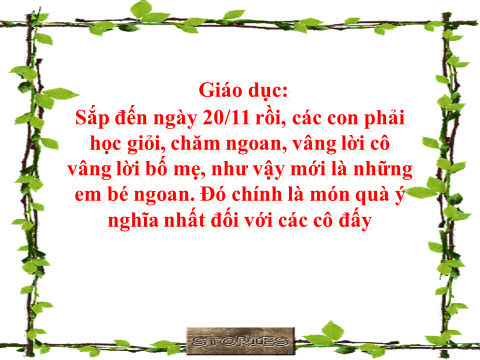 Giáo dục:
Sắp đến ngày 20/11 rồi, các con phải
học giỏi, chăm ngoan, vâng lời cô
vâng lời bố mẹ, như vậy mới là những
em bé ngoan. Đó chính là món quà ý
nghĩa nhất đối với các cô đấy
STORIES